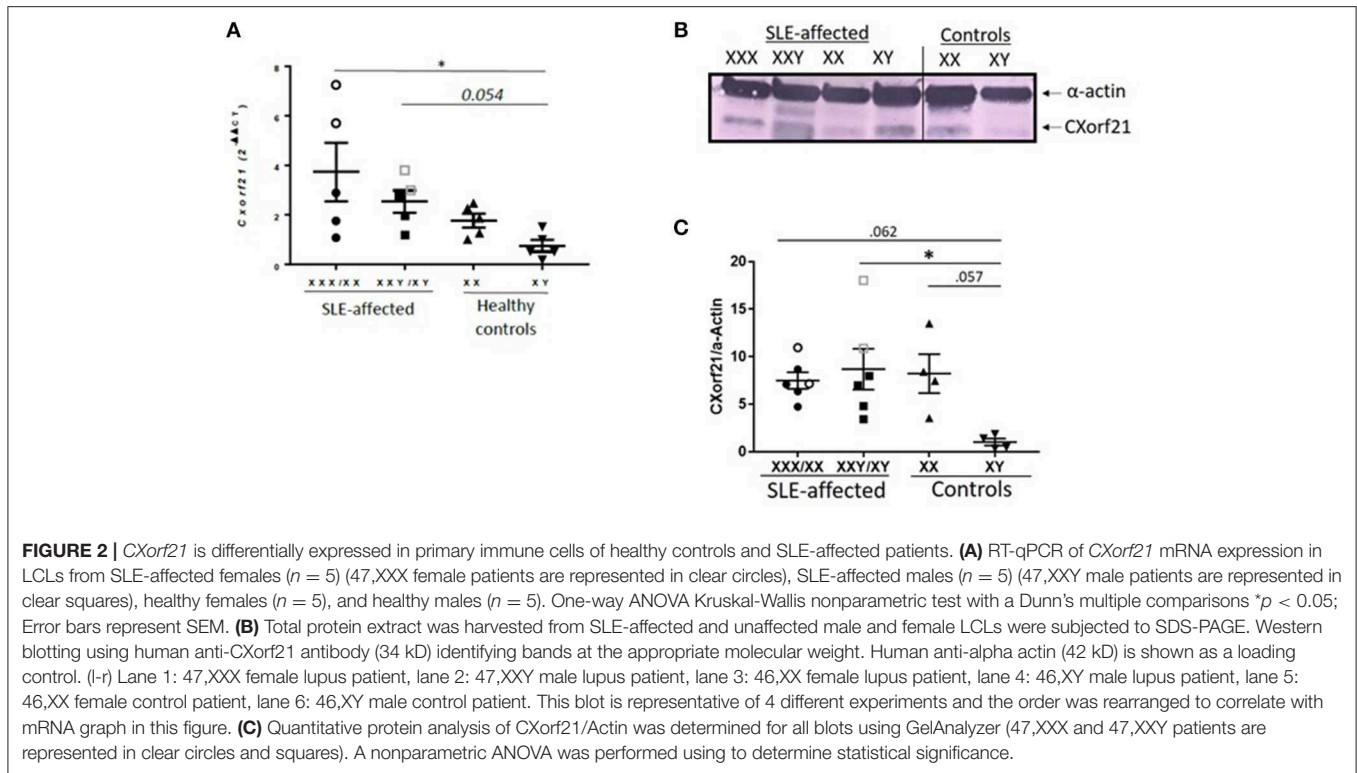 A
Cxorf21 (2^ΔΔCT)
8
6
4
2
0
*
0.054
XXX/XX XXY/XY XX XY
SLE-affected
Healthy
controls
B
SLE-affected Controls
XXX XXY XX XY XX XY
α-actin
CXorf21
C
CXorf21/a-Actin
20
15
10
5
0
.062
*
.057
XXX/XX XXY/XY XX XY
SLE-affected Controls
FIGURE 2 | CXorf21 is differentially expressed in primary immune cells of healthy controls and SLE-affected patients. (A) RT-qPCR of CXorf21 mRNA expression in
LCLs from SLE-affected females (n = 5) (47,XXX female patients are represented in clear circles), SLE-affected males (n = 5) (47,XXY male patients are represented in
clear squares), healthy females (n = 5), and healthy males (n = 5). One-way ANOVA Kruskal-Wallis nonparametric test with a Dunn's multiple comparisons *p < 0.05;
Error bars represent SEM. (B) Total protein extract was harvested from SLE-affected and unaffected male and female LCLs were subjected to SDS-PAGE. Western
blotting using human anti-CXorf21 antibody (34 kD) identifying bands at the appropriate molecular weight. Human anti-alpha actin (42 kD) is shown as a loading
control. (l-r) Lane 1: 47,XXX female lupus patient, lane 2: 47,XXY male lupus patient, lane 3: 46,XX female lupus patient, lane 4: 46,XY male lupus patient, lane 5:
46,XX female control patient, lane 6: 46,XY male control patient. This blot is representative of 4 different experiments and the order was rearranged to correlate with
mRNA graph in this figure. (C) Quantitative protein analysis of CXorf21/Actin was determined for all blots using GelAnalyzer (47,XXX and 47,XXY patients are
represented in clear circles and squares). A nonparametric ANOVA was performed using to determine statistical significance.